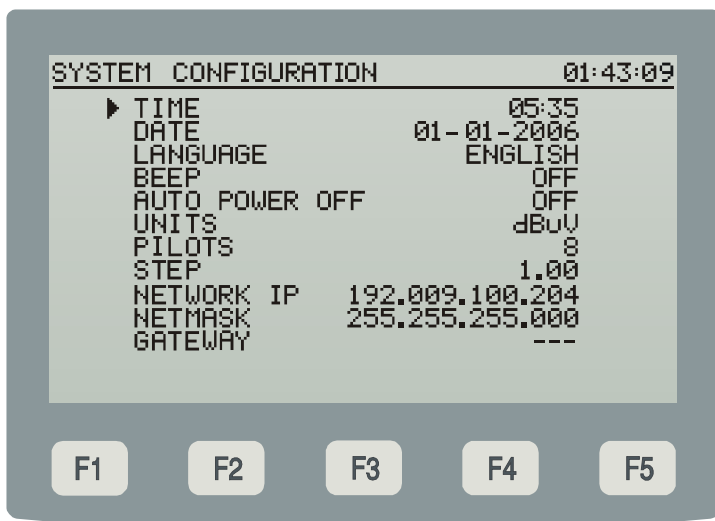 SYSTEM CONFIGURATION 01:43:09
TIME 05:35
DATE 01-01-2006
LANGUAGE ENGLISH
BEEP OFF
AUTO POWER OFF OFF
UNITS dBuV
PILOTS 8
STEP 1.00
NETWORK IP 192.009.100.204
NETMASK 255.255.255.000
GATEWAY ---
F1 F2 F3 F4 F5